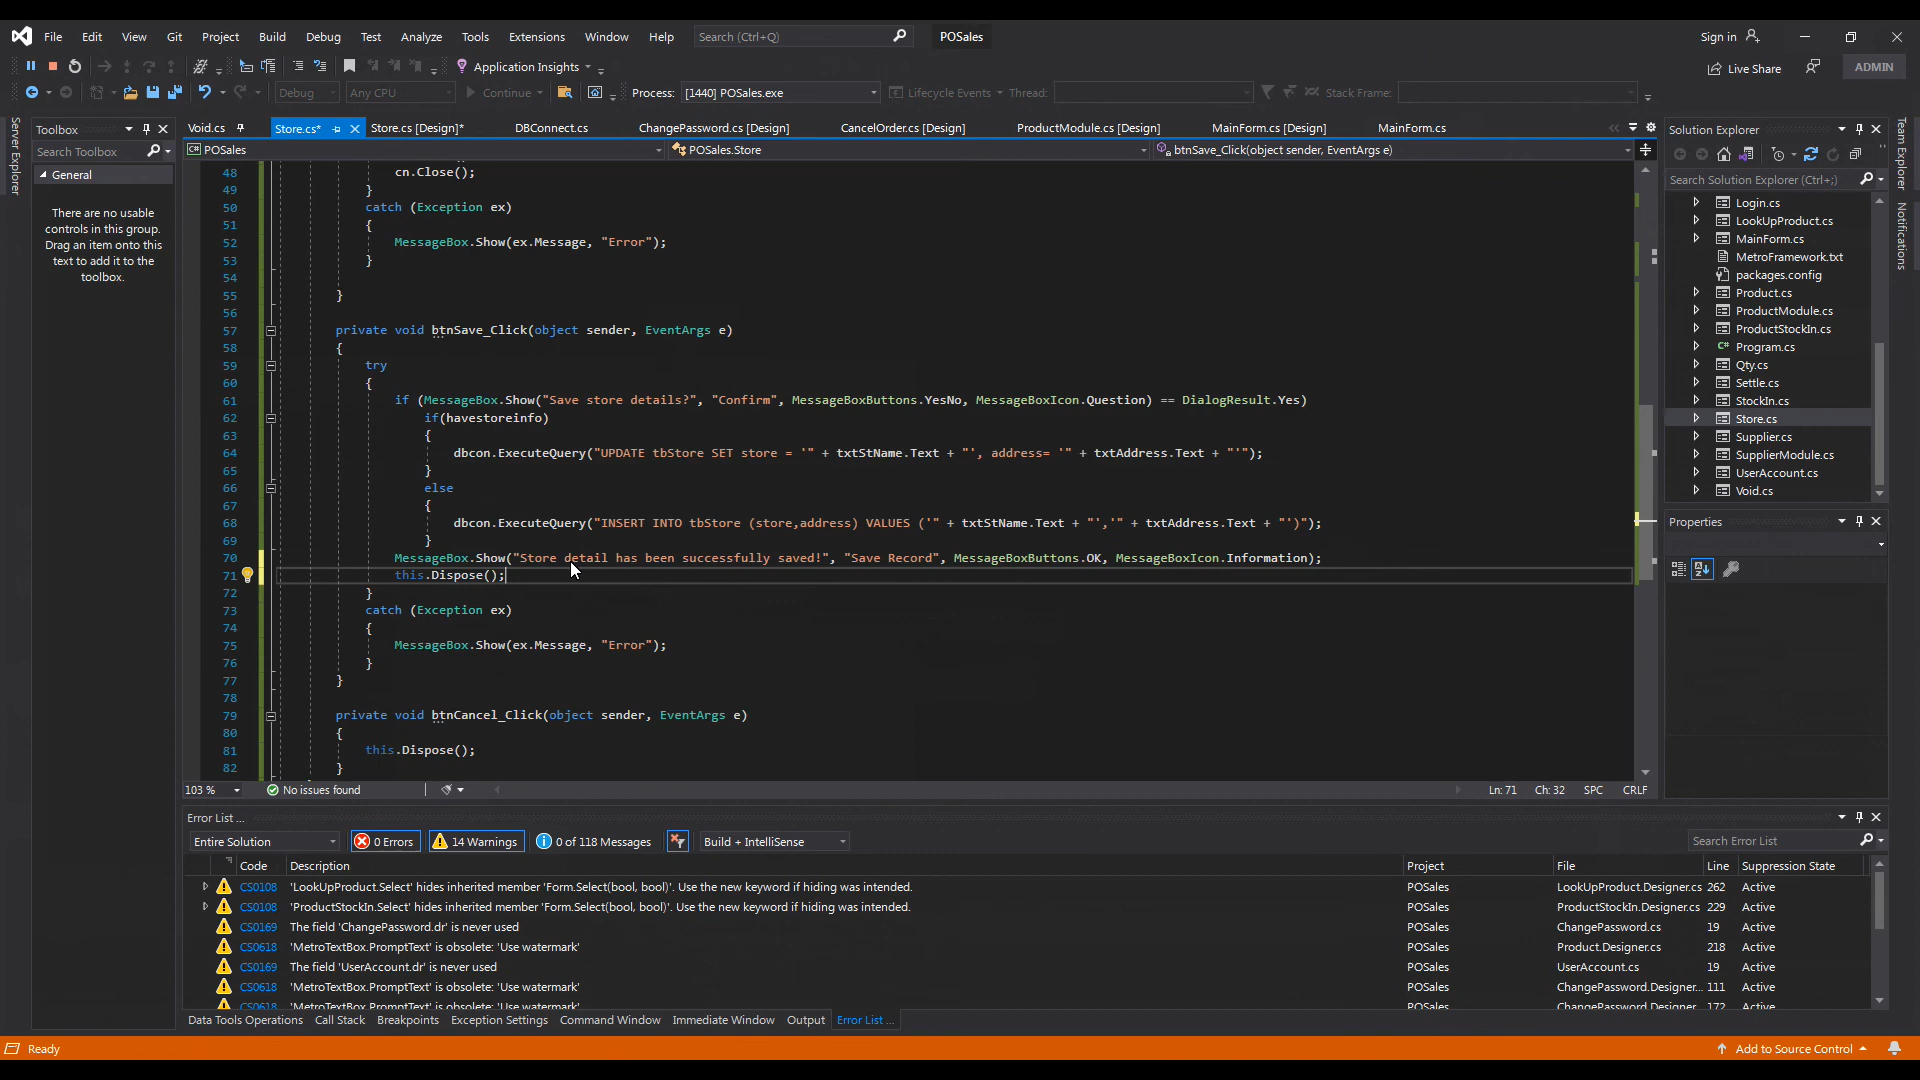 File Edit View Git Project Build Debug Test Analyze Tools Extensions Window Help Search (Ctrl+Q) POSales Sign in
Application Insights Live Share ADMIN
Debug Any CPU Continue Process: [1440] POSales.exe Lifecycle Events Thread: Stack Frame:
Server Explorer
Toolbox
Search Toolbox
General
There are no usable
controls in this group.
Drag an item onto this
text to add it to the
toolbox.
Void.cs Store.cs* Store.cs [Design]* DBConnect.cs ChangePassword.cs [Design] CancelOrder.cs [Design] ProductModule.cs [Design] MainForm.cs [Design] MainForm.cs
POSales POSales.Store btnSave_Click(object sender, EventArgs e)
48 cn.Close();
49 }
50 catch (Exception ex)
51 {
52 MessageBox.Show(ex.Message, "Error");
53 }
54
55 }
56
57 private void btnSave_Click(object sender, EventArgs e)
58 {
59 try
60 {
61 if (MessageBox.Show("Save store details?", "Confirm", MessageBoxButtons.YesNo, MessageBoxIcon.Question) == DialogResult.Yes)
62 if(havestoreinfo)
63 {
64 dbcon.ExecuteQuery("UPDATE tbStore SET store = '" + txtStName.Text + "', address= '" + txtAddress.Text + "'");
65 }
66 else
67 {
68 dbcon.ExecuteQuery("INSERT INTO tbStore (store,address) VALUES ('" + txtStName.Text + "','" + txtAddress.Text + "')");
69 }
70 MessageBox.Show("Store detail has been successfully saved!", "Save Record", MessageBoxButtons.OK, MessageBoxIcon.Information);
71 this.Dispose();
72 }
73 catch (Exception ex)
74 {
75 MessageBox.Show(ex.Message, "Error");
76 }
77 }
78
79 private void btnCancel_Click(object sender, EventArgs e)
80 {
81 this.Dispose();
82 }
103 % No issues found Ln: 71 Ch: 32 SPC CRLF
Solution Explorer
Search Solution Explorer (Ctrl+;)
Login.cs
LookUpProduct.cs
MainForm.cs
MetroFramework.txt
packages.config
Product.cs
ProductModule.cs
ProductStockIn.cs
Program.cs
Qty.cs
Settle.cs
StockIn.cs
Store.cs
Supplier.cs
SupplierModule.cs
UserAccount.cs
Void.cs
Properties
Team Explorer
Notifications
Error List ...
Entire Solution 0 Errors 14 Warnings 0 of 118 Messages Build + IntelliSense Search Error List
Code Description Project File Line Suppression State
CS0108 'LookUpProduct.Select' hides inherited member 'Form.Select(bool, bool)'. Use the new keyword if hiding was intended. POSales LookUpProduct.Designer.cs 262 Active
CS0108 'ProductStockIn.Select' hides inherited member 'Form.Select(bool, bool)'. Use the new keyword if hiding was intended. POSales ProductStockIn.Designer.cs 229 Active
CS0169 The field 'ChangePassword.dr' is never used POSales ChangePassword.cs 19 Active
CS0618 'MetroTextBox.PromptText' is obsolete: 'Use watermark' POSales Product.Designer.cs 218 Active
CS0169 The field 'UserAccount.dr' is never used POSales UserAccount.cs 19 Active
CS0618 'MetroTextBox.PromptText' is obsolete: 'Use watermark' POSales ChangePassword.Designer... 111 Active
CS0618 'MetroTextBox.PromptText' is obsolete: 'Use watermark' POSales ChangePassword.Designer... 172 Active
Data Tools Operations Call Stack Breakpoints Exception Settings Command Window Immediate Window Output Error List ...
Ready Add to Source Control